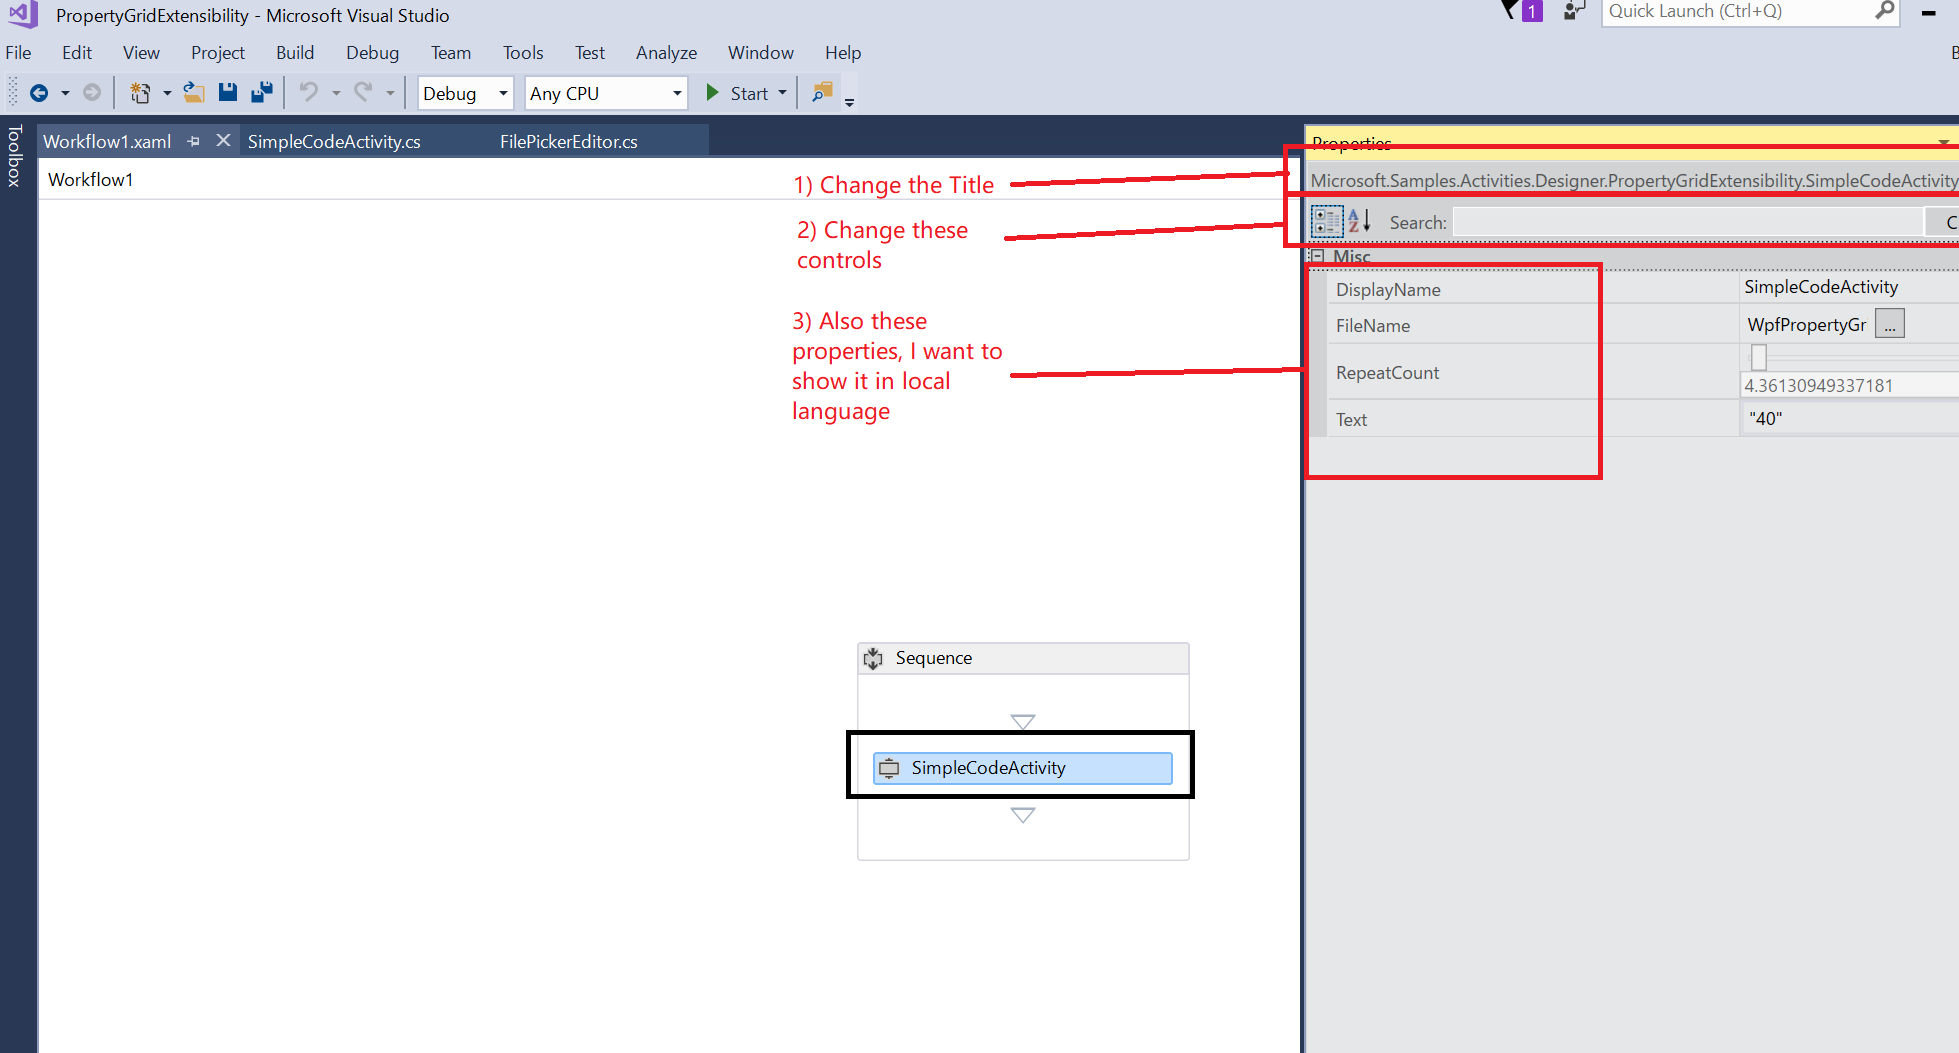 PropertyGridExtensibility - Microsoft Visual Studio
1
Quick Launch (Ctrl+Q)
File Edit View Project Build Debug Team Tools Test Analyze Window Help
Debug Any CPU Start
Toolbox
Workflow1.xaml SimpleCodeActivity.cs FilePickerEditor.cs
Properties
Workflow1
1) Change the Title
Microsoft.Samples.Activities.Designer.PropertyGridExtensibility.SimpleCodeActivity
2) Change these
controls
A
Z
Search:
C
Misc
DisplayName SimpleCodeActivity
FileName WpfPropertyGr ...
RepeatCount
4.36130949337181
Text "40"
3) Also these
properties, I want to
show it in local
language
Sequence
SimpleCodeActivity